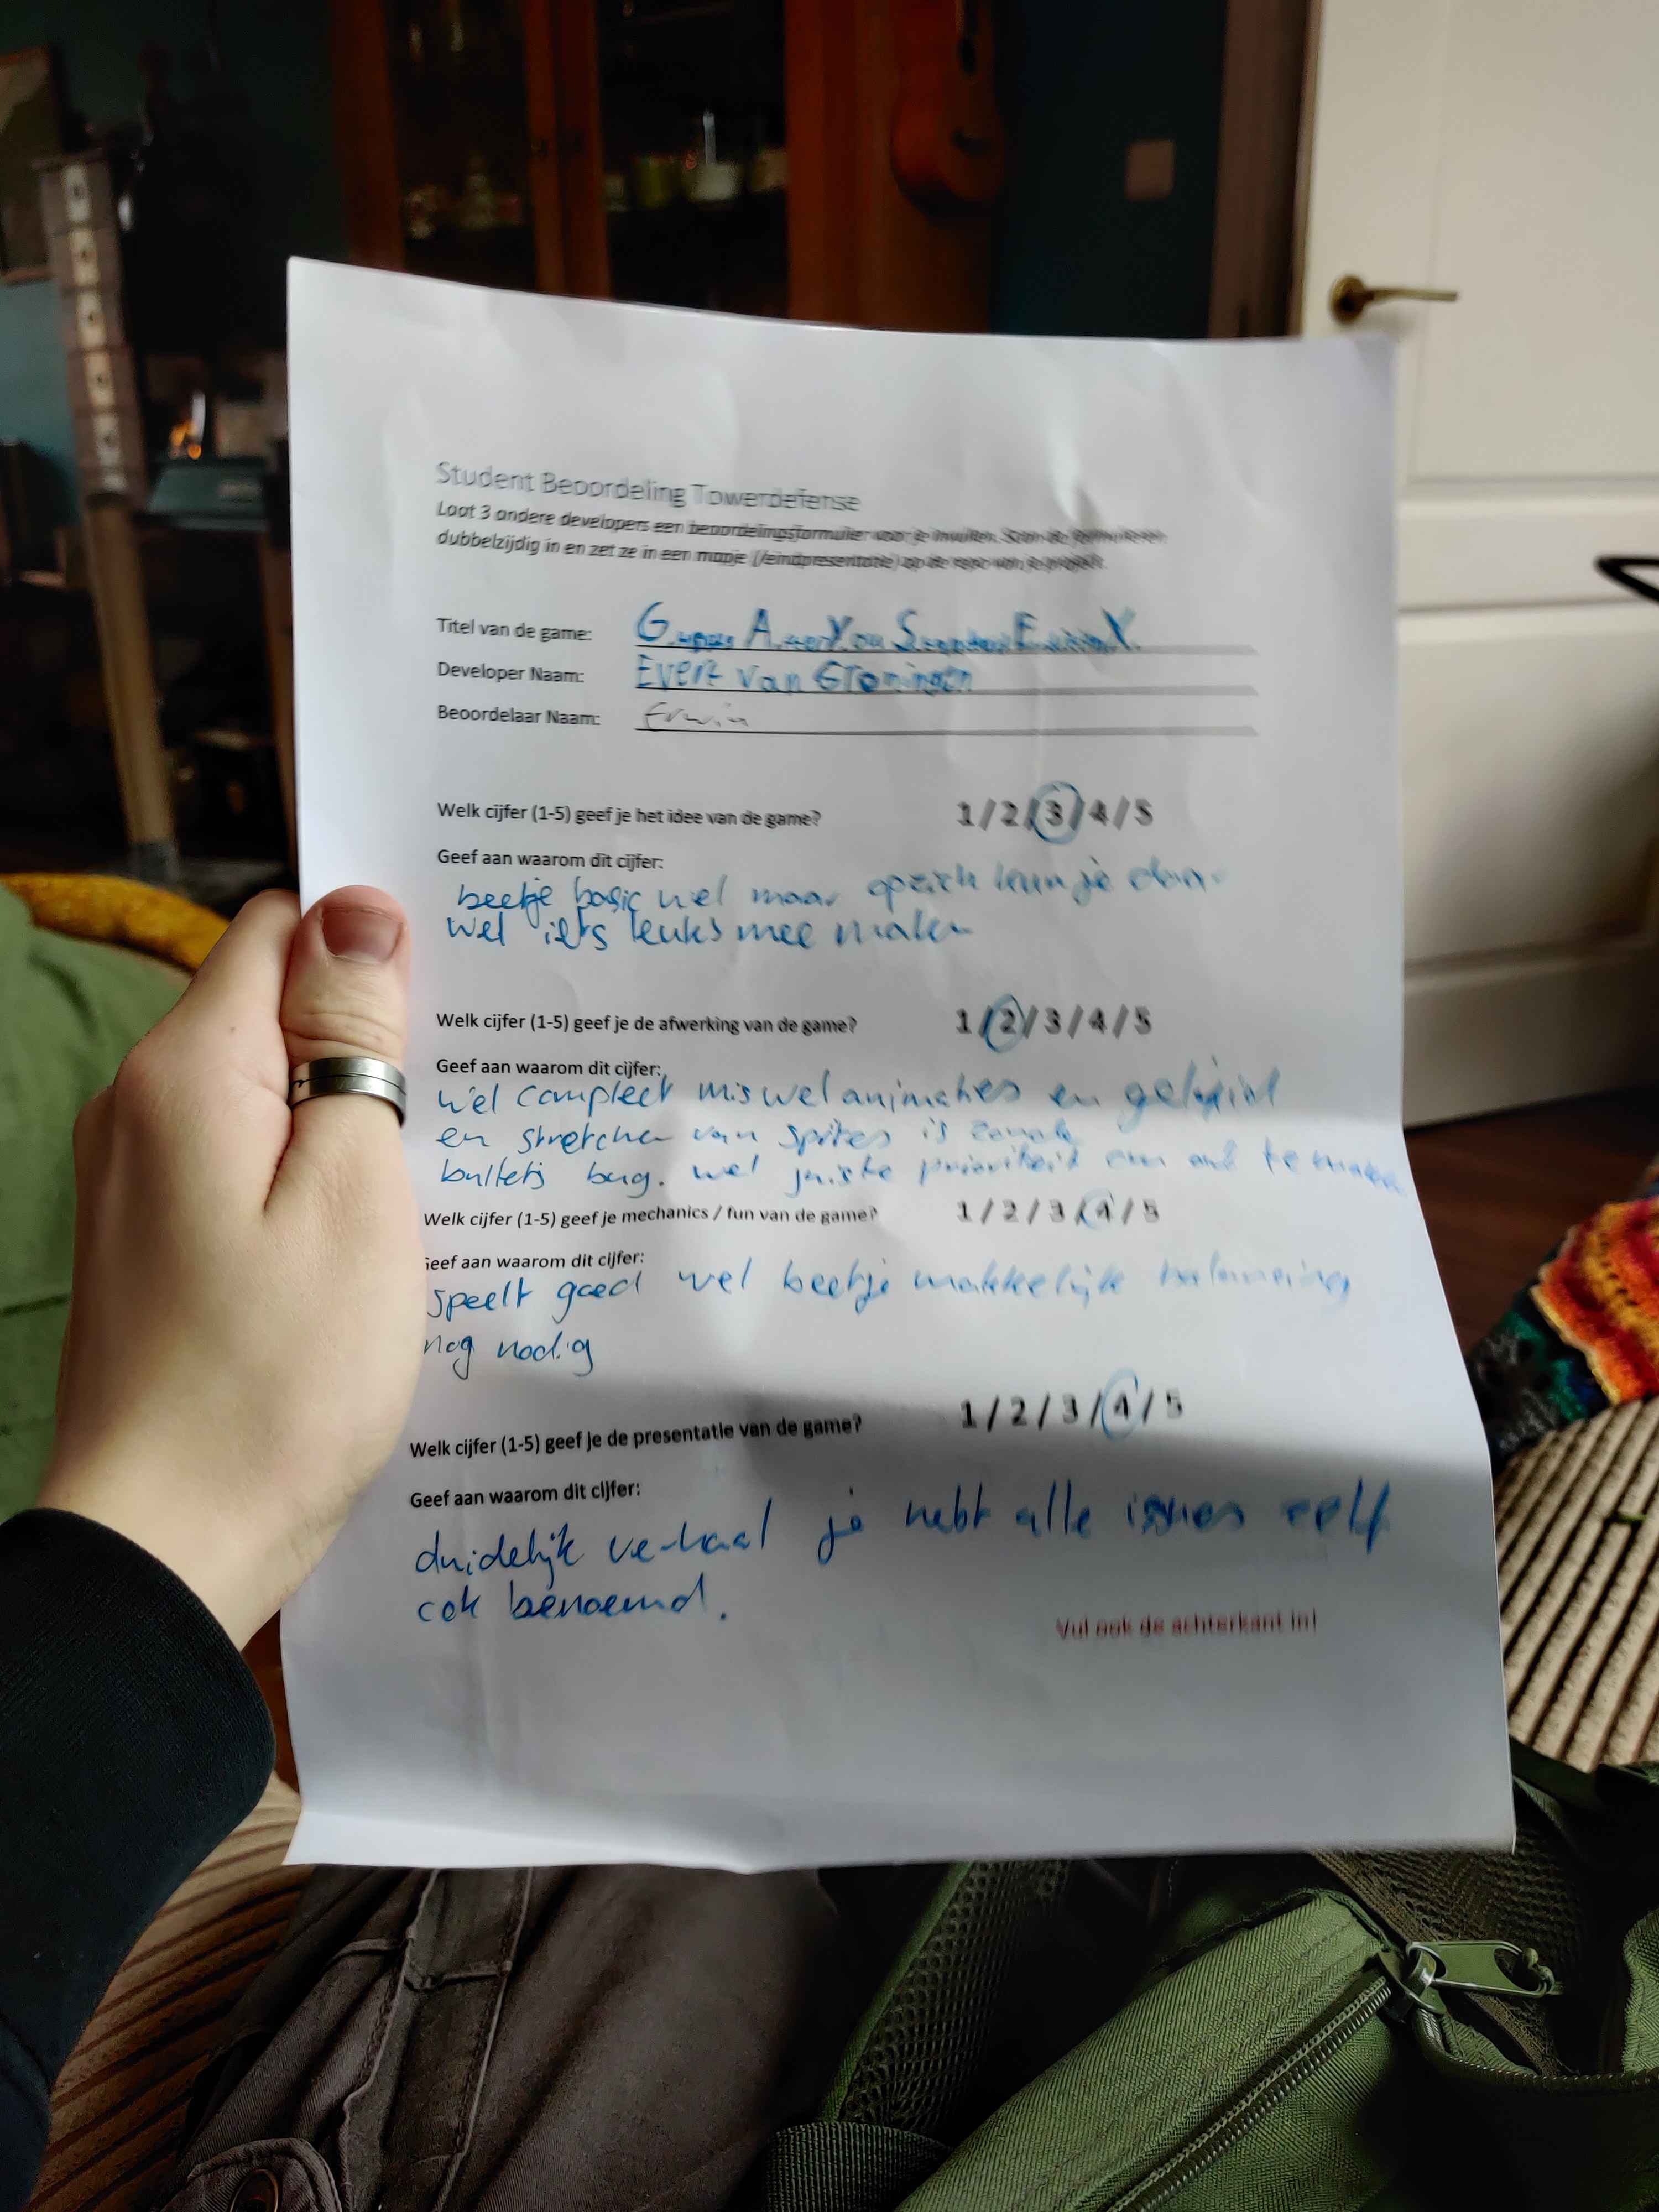 Student Beoordeling Towerdefense
Laat 3 andere developers een beoordelingsformulier voor je invullen. Scan de formulieren
dubbelzijdig in en zet ze in een mapje (/eindpresentatie) op de repo van je project.
Titel van de game: G A You S
Developer Naam: Evert van Groningen
Beoordelaar Naam: Erwin
Welk cijfer (1-5) geef je het idee van de game? 1 / 2 / 3 / 4 / 5
Geef aan waarom dit cijfer:
beetje basic wel maar opzich kun je daar
wel iets leuks mee maken
Welk cijfer (1-5) geef je de afwerking van de game? 1 / 2 / 3 / 4 / 5
Geef aan waarom dit cijfer:
wel compleet mis wel animaties en geluid
en stretchen van sprites is zonde
bullets bug. wel juiste prioriteit om af te maken
Welk cijfer (1-5) geef je mechanics / fun van de game? 1 / 2 / 3 / 4 / 5
Geef aan waarom dit cijfer:
speelt goed wel beetje makkelijk balancering
nog nodig
Welk cijfer (1-5) geef je de presentatie van de game? 1 / 2 / 3 / 4 / 5
Geef aan waarom dit cijfer:
duidelijk verhaal je hebt alle issues zelf
ook benoemd.
Vul ook de achterkant in!